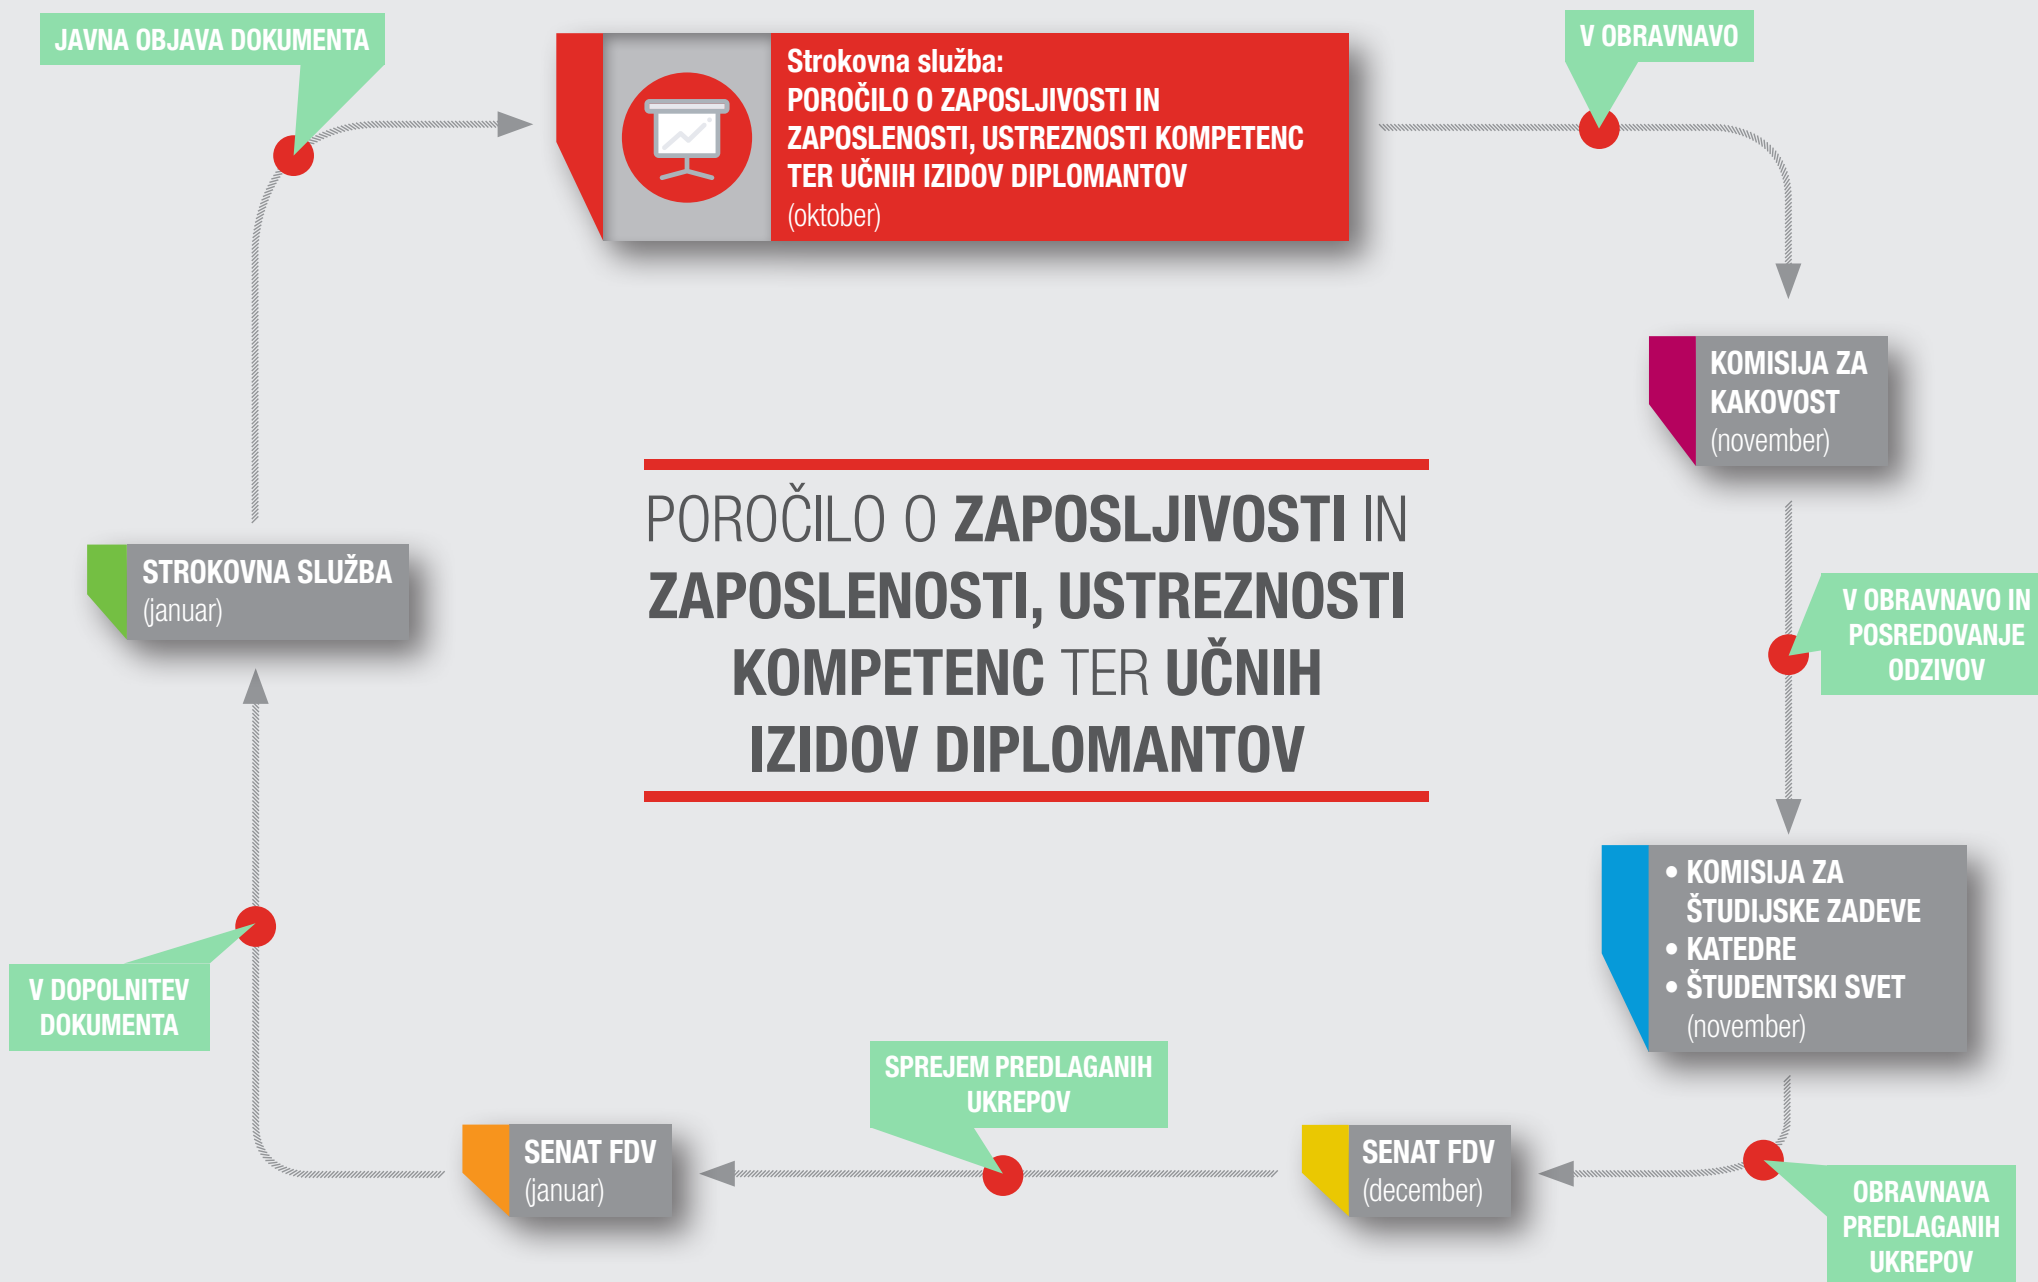 JAVNA OBJAVA DOKUMENTA
Strokovna služba:
POROČILO O ZAPOSLJIVOSTI IN
ZAPOSLENOSTI, USTREZNOSTI KOMPETENC
TER UČNIH IZIDOV DIPLOMANTOV
(oktober)
V OBRAVNAVO
KOMISIJA ZA
KAKOVOST
(november)
V OBRAVNAVO IN
POSREDOVANJE
ODZIVOV
• KOMISIJA ZA
ŠTUDIJSKE ZADEVE
• KATEDRE
• ŠTUDENTSKI SVET
(november)
OBRAVNAVA
PREDLAGANIH
UKREPOV
SENAT FDV
(december)
SPREJEM PREDLAGANIH
UKREPOV
SENAT FDV
(januar)
V DOPOLNITEV
DOKUMENTA
STROKOVNA SLUŽBA
(januar)
POROČILO O ZAPOSLJIVOSTI IN
ZAPOSLENOSTI, USTREZNOSTI
KOMPETENC TER UČNIH
IZIDOV DIPLOMANTOV